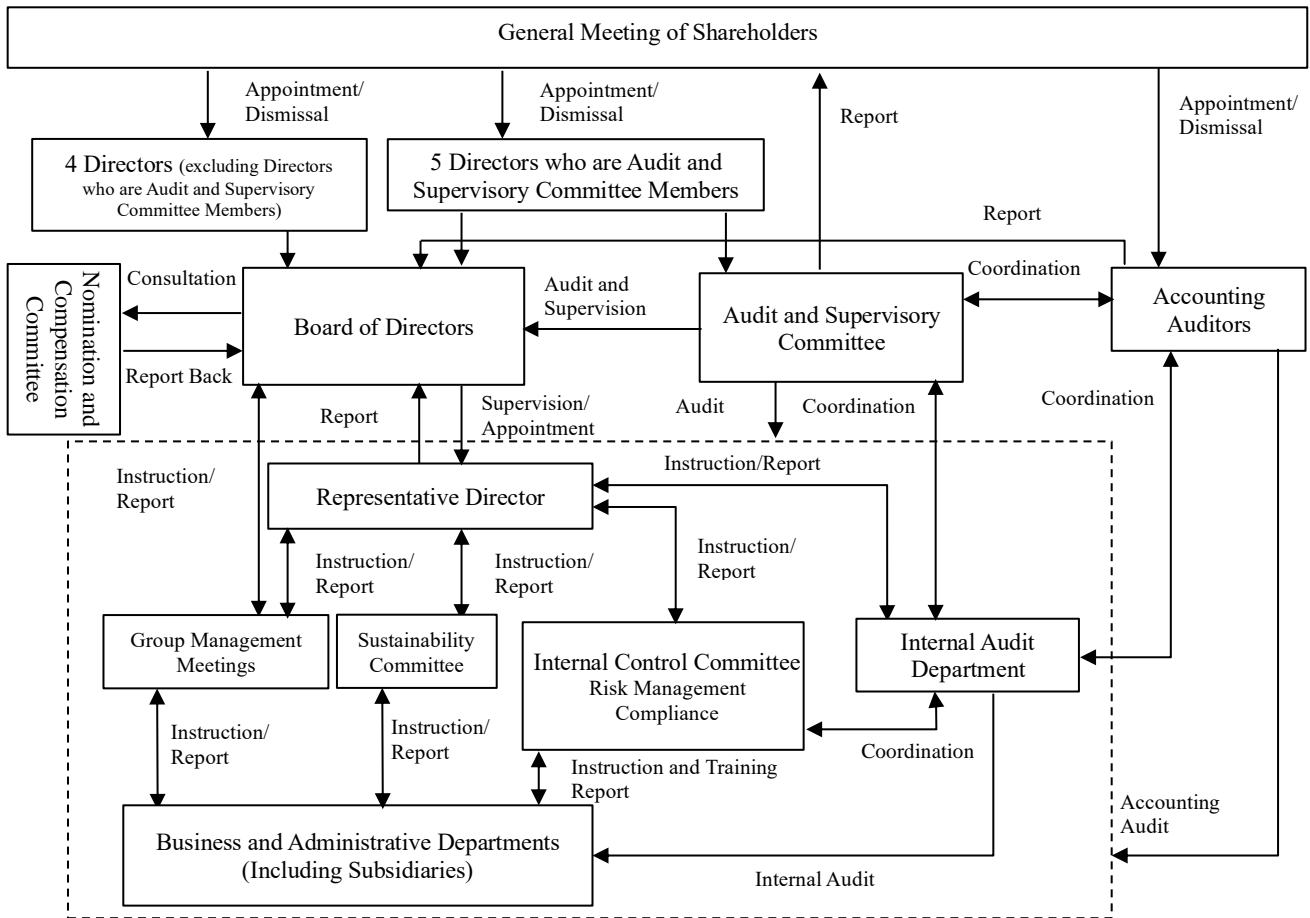 General Meeting of Shareholders
Appointment/
Dismissal
Appointment/
Dismissal
Report
Appointment/
Dismissal
4 Directors (excluding Directors
who are Audit and Supervisory
Committee Members)
5 Directors who are Audit and
Supervisory Committee Members
Report
Nomination and
Compensation
Committee
Consultation
Report Back
Board of Directors
Audit and
Supervision
Audit and Supervisory
Committee
Coordination
Accounting
Auditors
Report
Supervision/
Appointment
Audit
Coordination
Coordination
Instruction/
Report
Representative Director
Instruction/Report
Instruction/
Report
Instruction/
Report
Instruction/
Report
Group Management
Meetings
Sustainability
Committee
Internal Control Committee
Risk Management
Compliance
Internal Audit
Department
Instruction/
Report
Instruction/
Report
Coordination
Instruction and Training
Report
Business and Administrative Departments
(Including Subsidiaries)
Internal Audit
Accounting
Audit